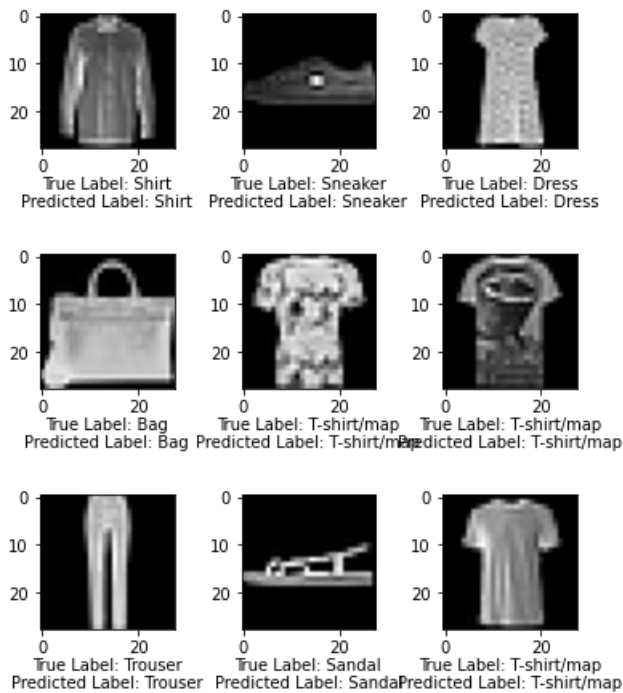 0
10
20
0 20
True Label: Shirt
Predicted Label: Shirt
0
10
20
0 20
True Label: Sneaker
Predicted Label: Sneaker
0
10
20
0 20
True Label: Dress
Predicted Label: Dress
0
10
20
0 20
True Label: Bag
Predicted Label: Bag
0
10
20
0 20
True Label: T-shirt/map
Predicted Label: T-shirt/map
0
10
20
0 20
True Label: T-shirt/map
Predicted Label: T-shirt/map
0
10
20
0 20
True Label: Trouser
Predicted Label: Trouser
0
10
20
0 20
True Label: Sandal
Predicted Label: Sandal
0
10
20
0 20
True Label: T-shirt/map
Predicted Label: T-shirt/map